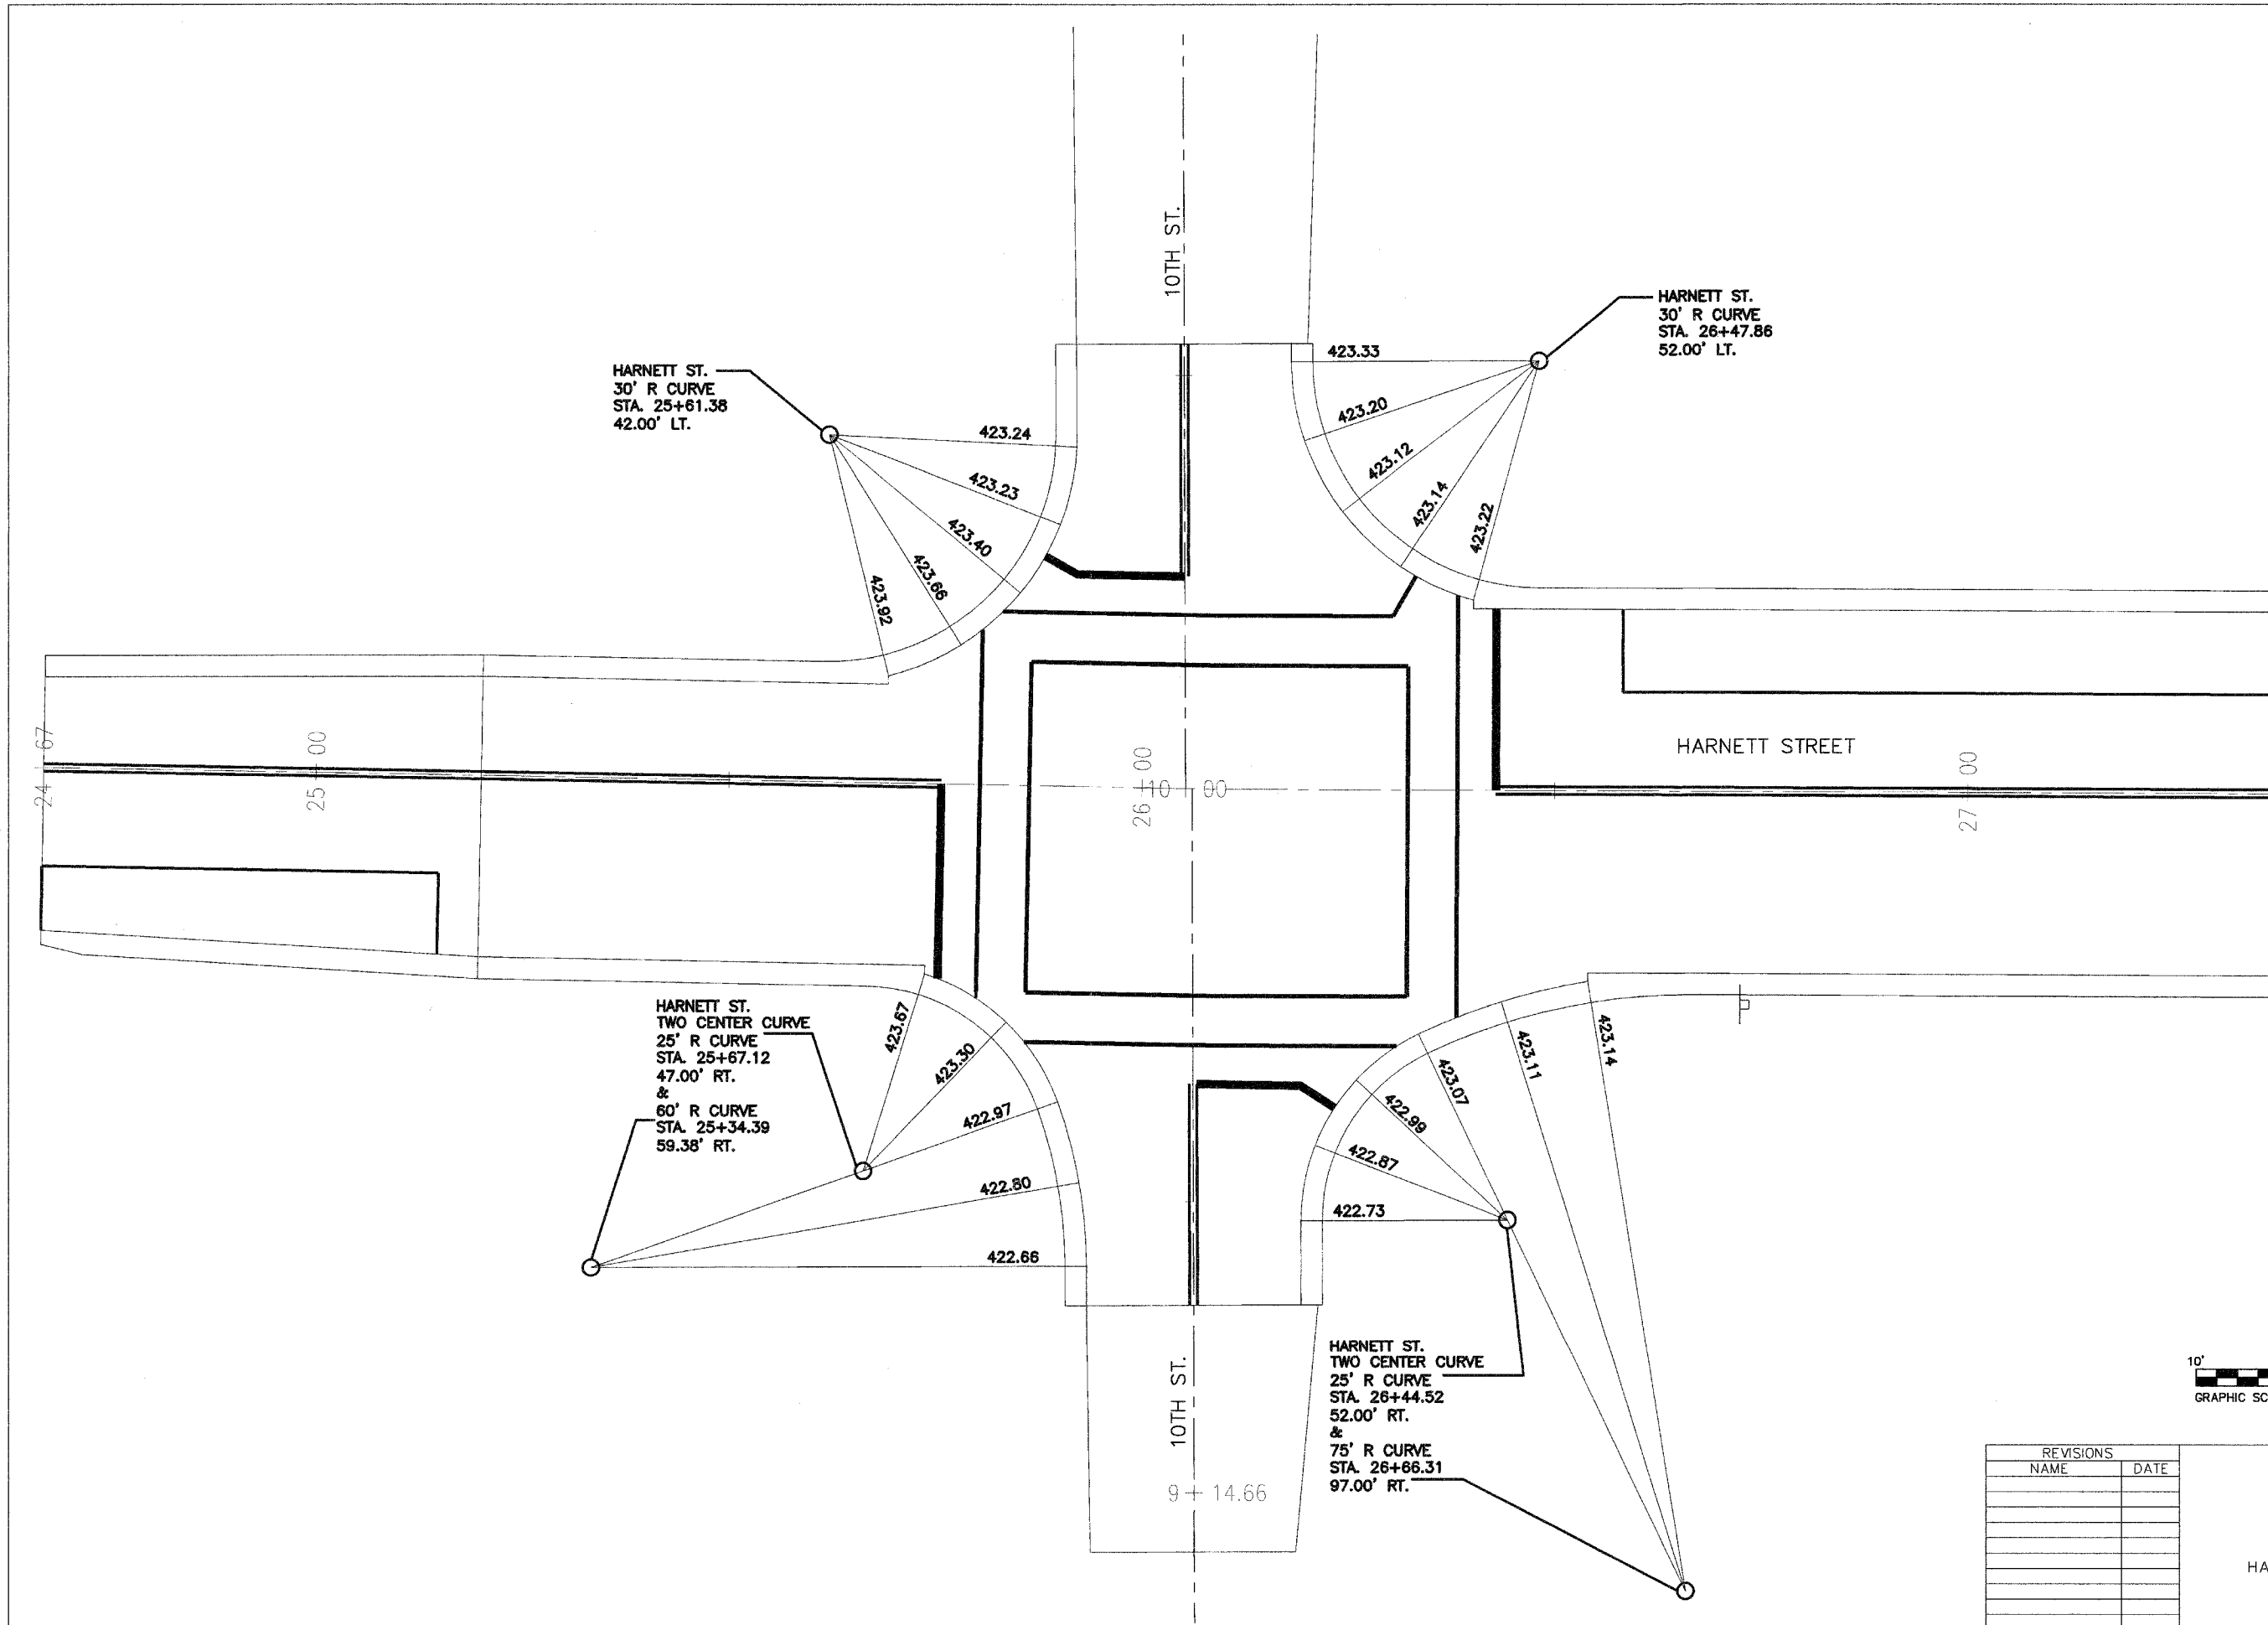 10TH ST.
HARNETT ST.
30' R CURVE
STA. 26+47.86
52.00' LT.
HARNETT ST.
30' R CURVE
STA. 25+61.38
42.00' LT.
423.33
423.20
423.12
423.14
423.22
423.24
423.23
423.40
423.66
423.92
24 67
25 00
26 00
10 00
HARNETT STREET
27 00
HARNETT ST.
TWO CENTER CURVE
25' R CURVE
STA. 25+67.12
47.00' RT.
&
60' R CURVE
STA. 25+34.39
59.38' RT.
423.67
423.30
422.97
422.80
422.66
423.14
423.11
423.07
422.99
422.87
422.73
10TH ST.
HARNETT ST.
TWO CENTER CURVE
25' R CURVE
STA. 26+44.52
52.00' RT.
&
75' R CURVE
STA. 26+66.31
97.00' RT.
9 + 14.66
10'
GRAPHIC SC
REVISIONS
NAME DATE
HA